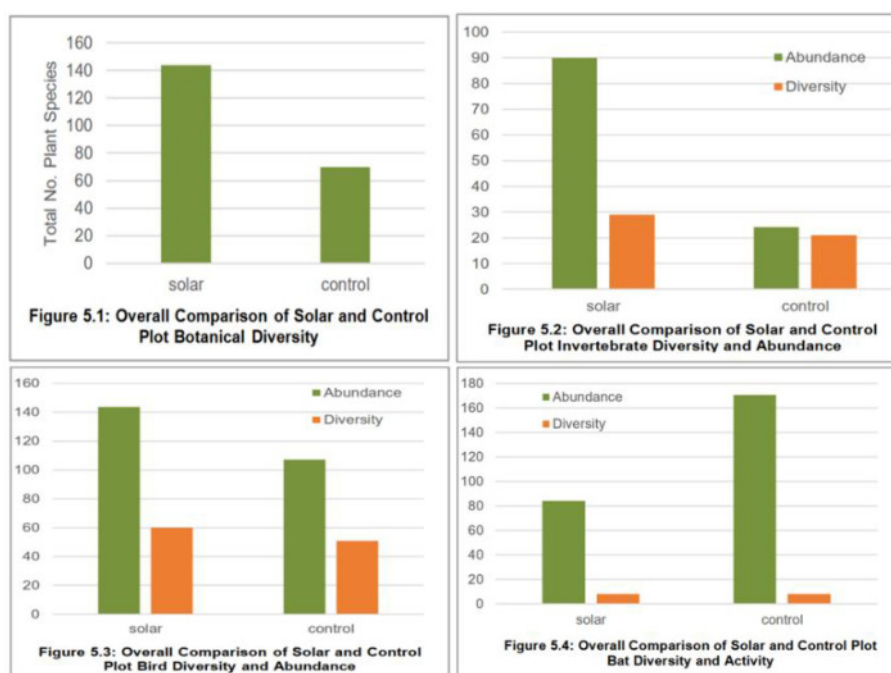 160
140
120
100
80
60
40
20
0
Total No. Plant Species
solar control
Figure 5.1: Overall Comparison of Solar and Control
Plot Botanical Diversity
100
90
80
70
60
50
40
30
20
10
0
Abundance
Diversity
solar control
Figure 5.2: Overall Comparison of Solar and Control
Plot Invertebrate Diversity and Abundance
160
140
120
100
80
60
40
20
0
Abundance
Diversity
solar control
Figure 5.3: Overall Comparison of Solar and Control
Plot Bird Diversity and Abundance
180
160
140
120
100
80
60
40
20
0
Abundance
Diversity
solar control
Figure 5.4: Overall Comparison of Solar and Control Plot
Bat Diversity and Activity